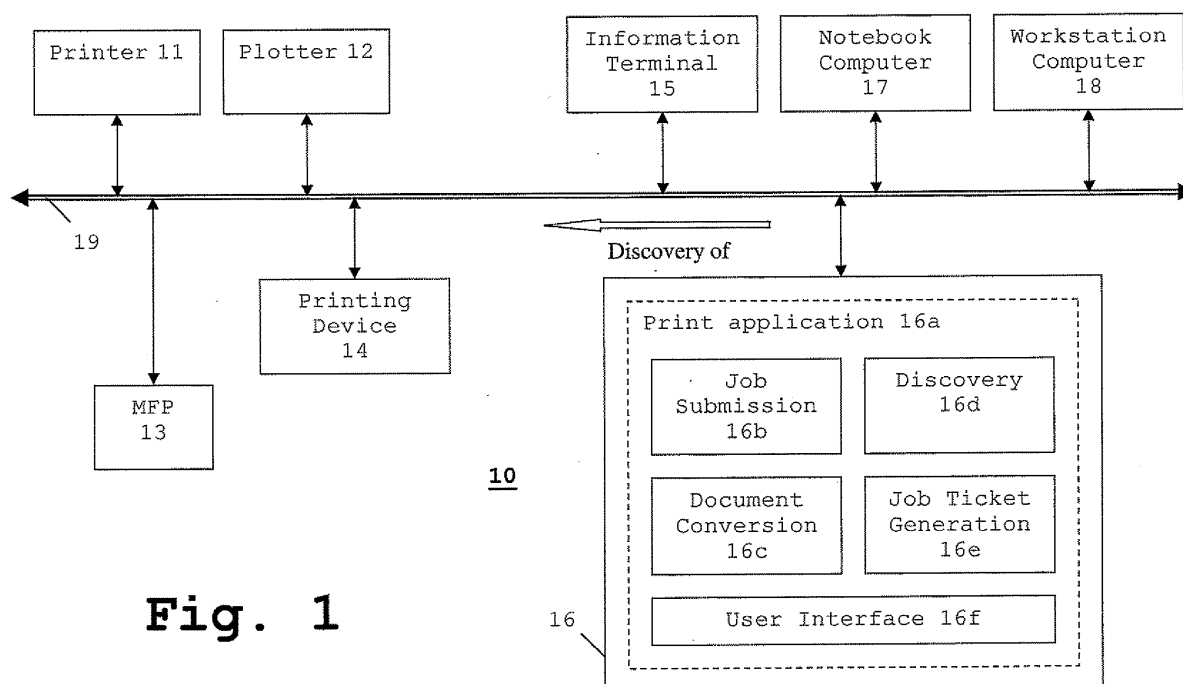 Printer 11
Plotter 12
Information
Terminal
15
Notebook
Computer
17
Workstation
Computer
18
19
Discovery of
Printing
Device
14
MFP
13
10
Print application 16a
Job
Submission
16b
Discovery
16d
Document
Conversion
16c
Job Ticket
Generation
16e
User Interface 16f
16
Fig. 1